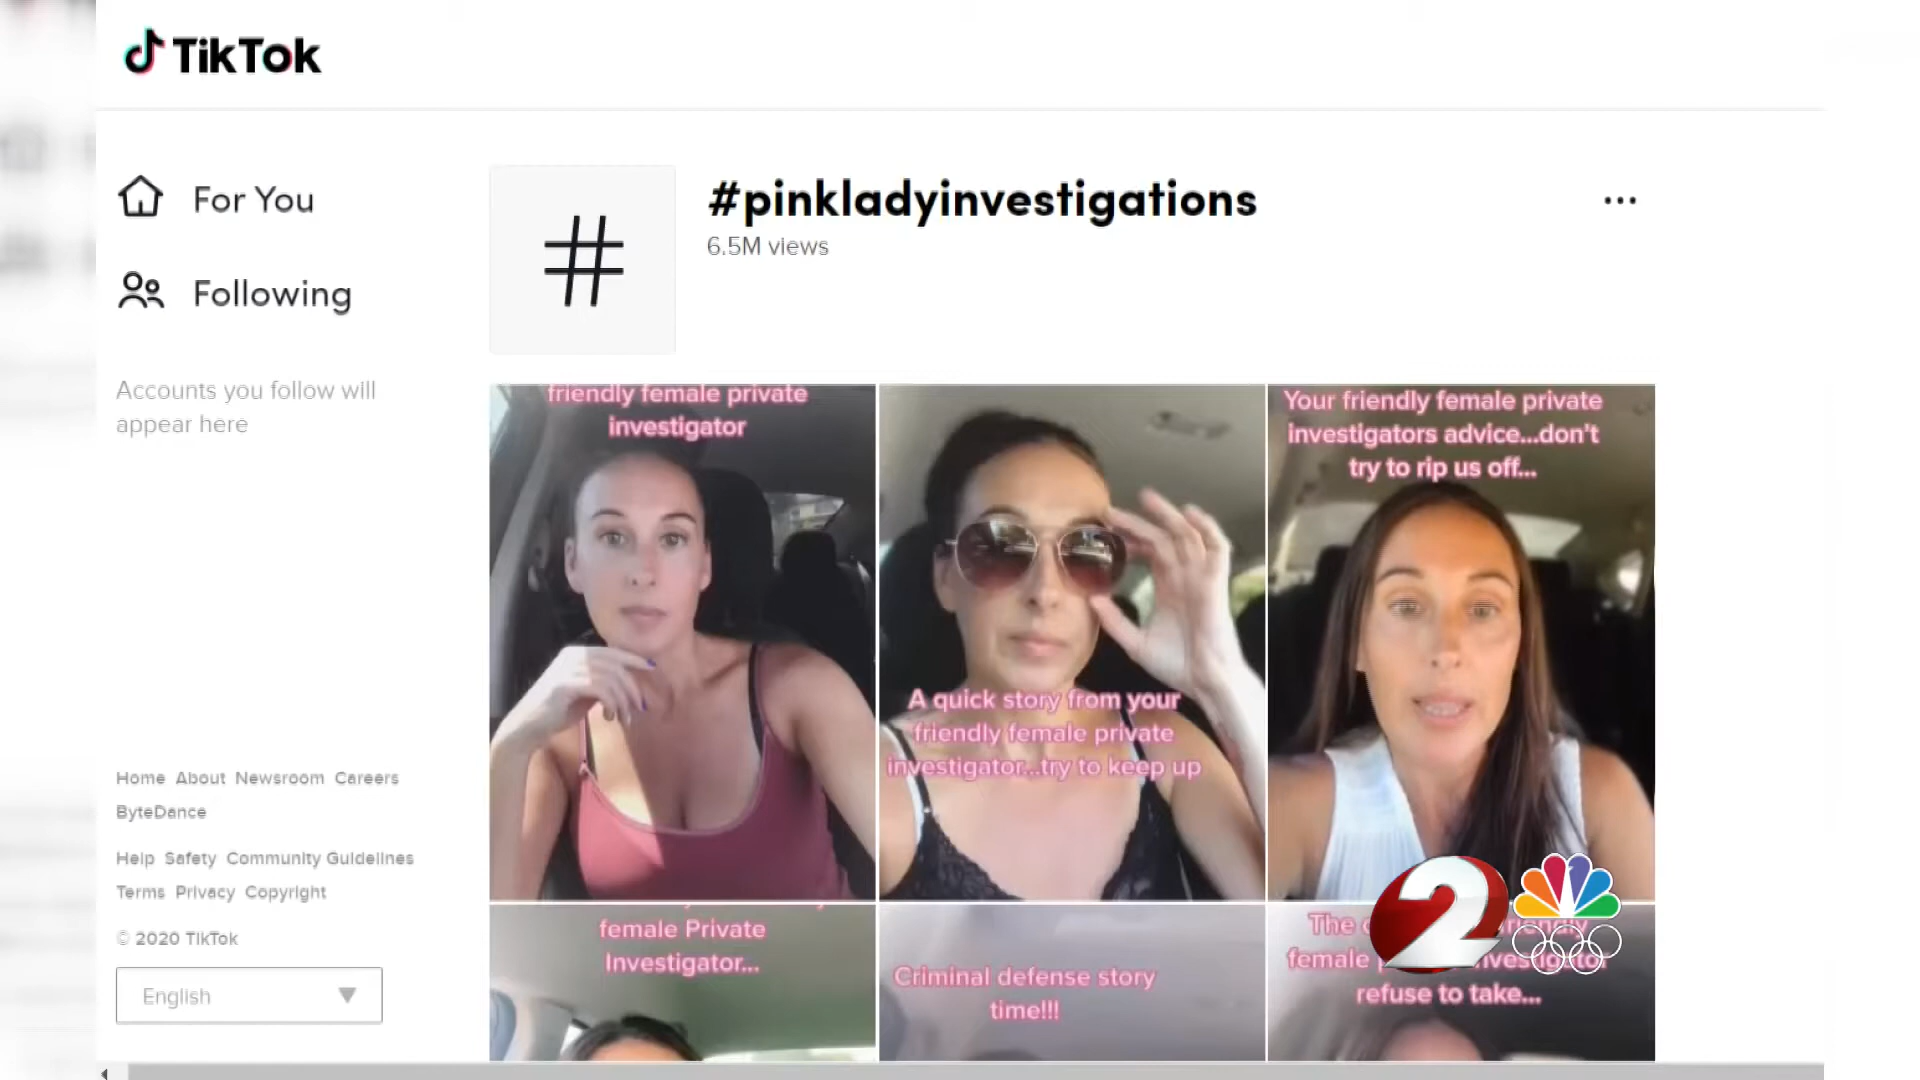 TikTok
For You
Following
Accounts you follow will
appear here
Home About Newsroom Careers
ByteDance
Help Safety Community Guidelines
Terms Privacy Copyright
© 2020 TikTok
English
#pinkladyinvestigations
6.5M views
friendly female private
investigator
A quick story from your
friendly female private
investigator...try to keep up
Your friendly female private
investigators advice...don't
try to rip us off...
female Private
Investigator...
Criminal defense story
time!!!
The friendly
female investigator
refuse to take...
2